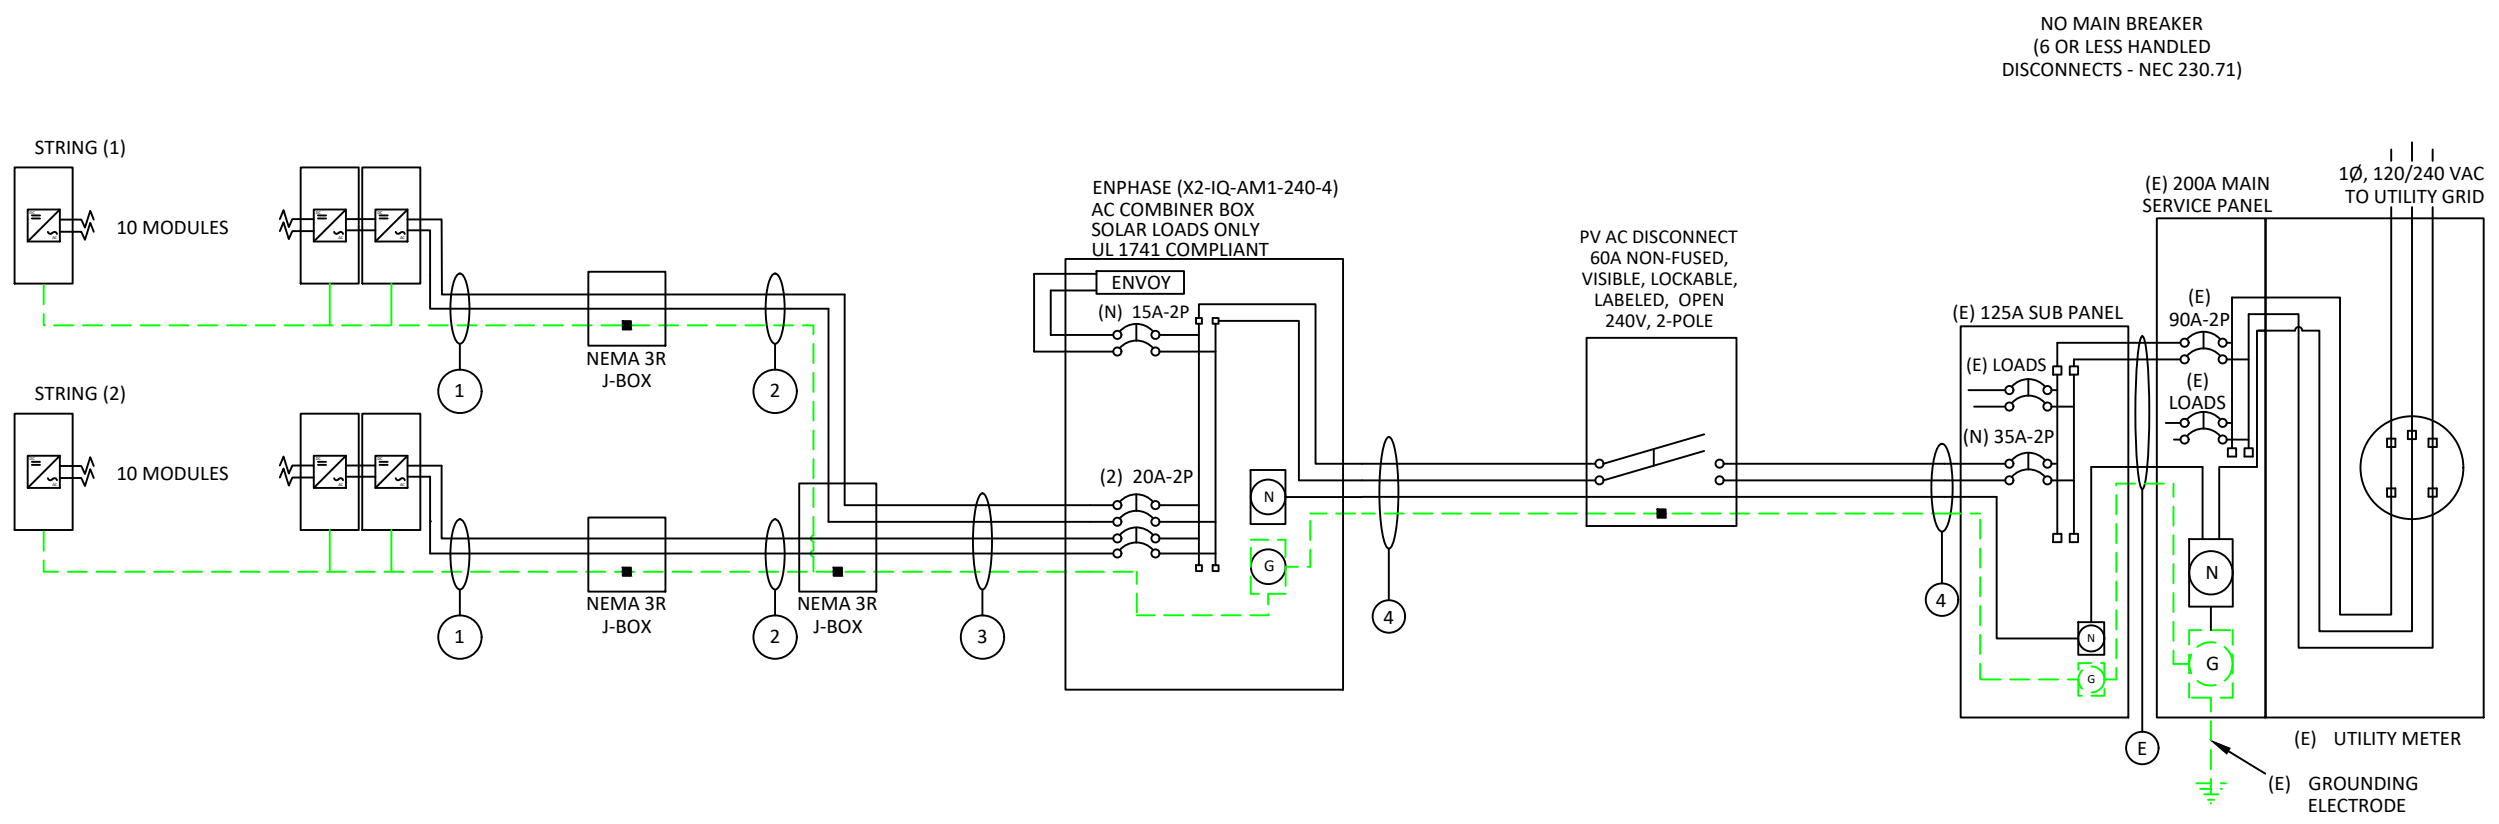 NO MAIN BREAKER
(6 OR LESS HANDLED
DISCONNECTS - NEC 230.71)
STRING (1)
10 MODULES
NEMA 3R
J-BOX
1
2
STRING (2)
10 MODULES
NEMA 3R
J-BOX
NEMA 3R
J-BOX
1
2
3
ENPHASE (X2-IQ-AM1-240-4)
AC COMBINER BOX
SOLAR LOADS ONLY
UL 1741 COMPLIANT
ENVOY
(N) 15A-2P
(2) 20A-2P
N
G
4
PV AC DISCONNECT
60A NON-FUSED,
VISIBLE, LOCKABLE,
LABELED, OPEN
240V, 2-POLE
4
(E) 125A SUB PANEL
(E) LOADS
(N) 35A-2P
N
G
E
(E) 200A MAIN
SERVICE PANEL
(E)
90A-2P
(E)
LOADS
N
G
1Ø, 120/240 VAC
TO UTILITY GRID
(E) UTILITY METER
(E) GROUNDING
ELECTRODE